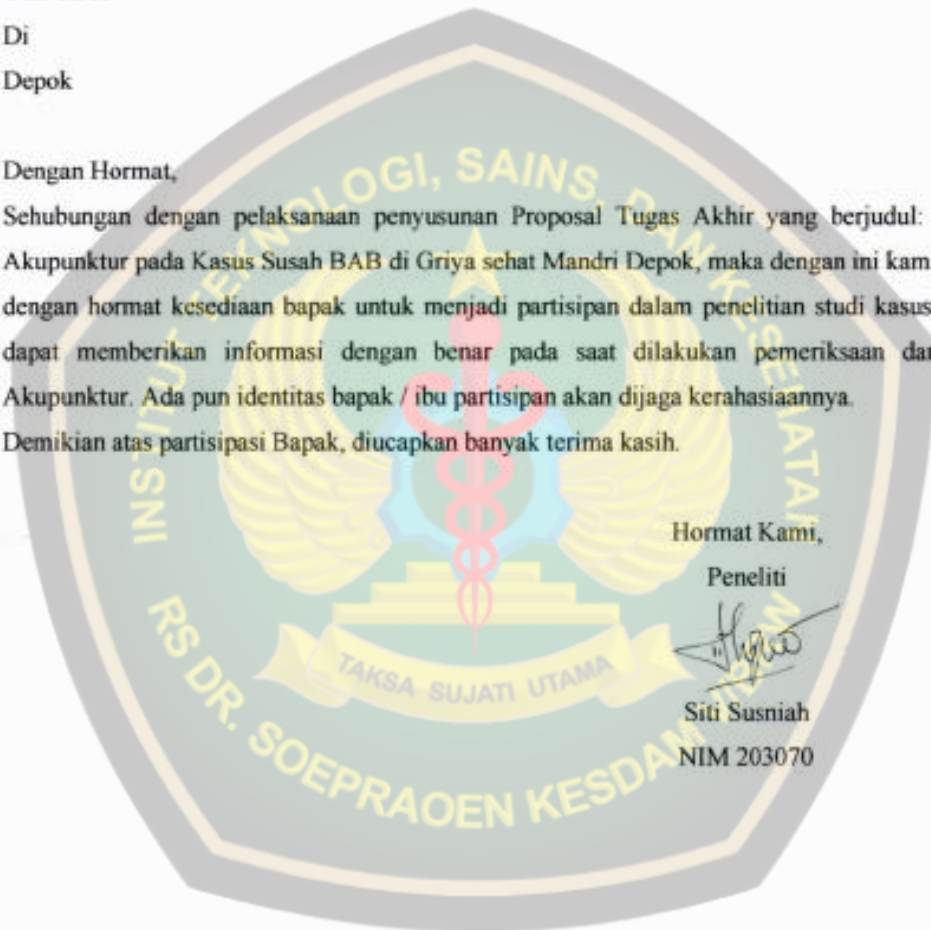 Di
Depok
Dengan Hormat,
Sehubungan dengan pelaksanaan penyusunan Proposal Tugas Akhir yang berjudul:
Akupunktur pada Kasus Susah BAB di Griya sehat Mandri Depok, maka dengan ini kam
dengan hormat kesediaan bapak untuk menjadi partisipan dalam penelitian studi kasus
dapat memberikan informasi dengan benar pada saat dilakukan pemeriksaan dar
Akupunktur. Ada pun identitas bapak / ibu partisipan akan dijaga kerahasiaannya.
Demikian atas partisipasi Bapak, diucapkan banyak terima kasih.
Hormat Kami,
Peneliti
Siti Susniah
NIM 203070
INSTITUT TEKNOLOGI, SAINS, DAN KESEHATAN
RS DR. SOEPRAOEN KESDAM
TAKSA SUJATI UTAMA